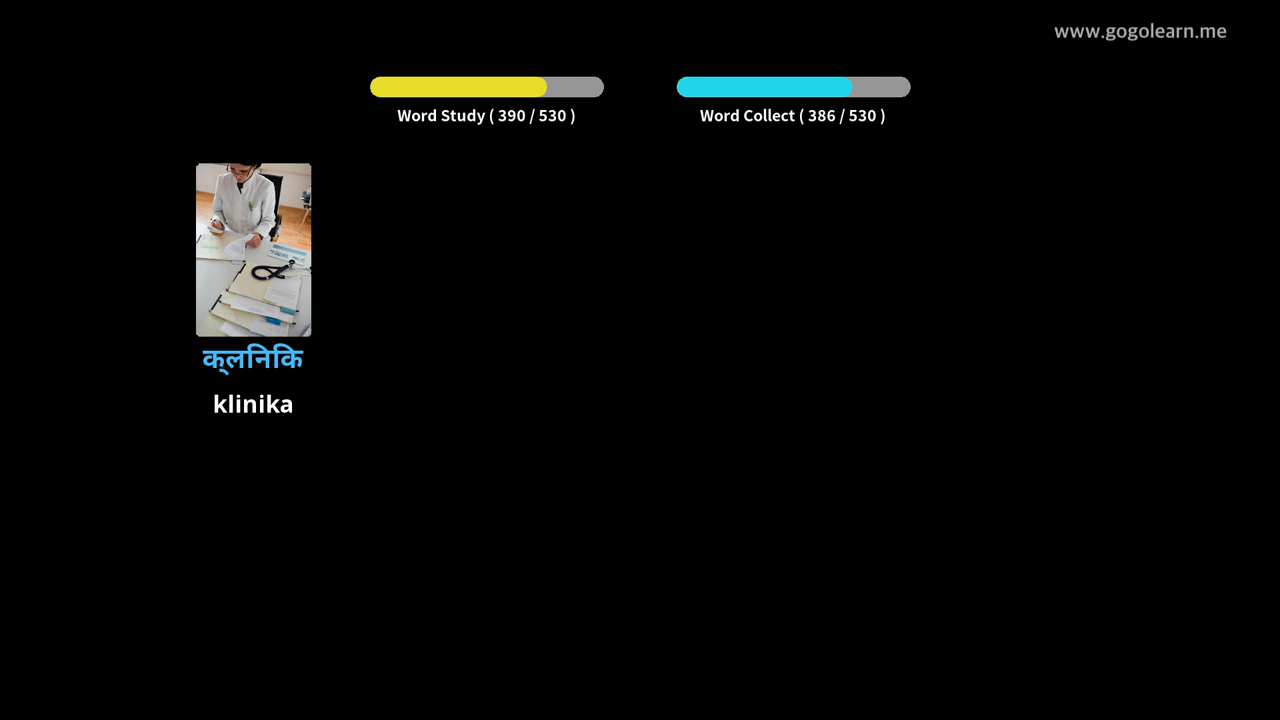 www.gogolearn.me
Word Study ( 390 / 530 )
Word Collect ( 386 / 530 )
क्लनिकि
klinika